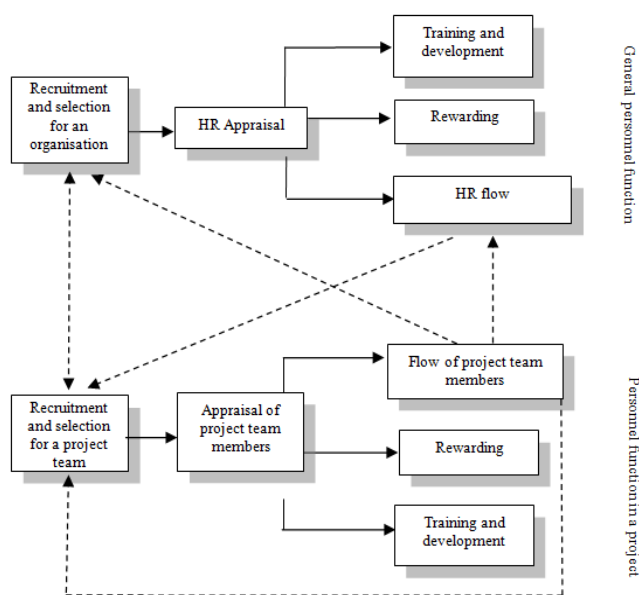 Training and
development
Recruitment
and selection
for an
organisation
HR Appraisal
Rewarding
HR flow
General personnel
function
Flow of project team
members
Recruitment
and selection
for a project
team
Appraisal of
project team
members
Rewarding
Training and
development
Personnel function in a project